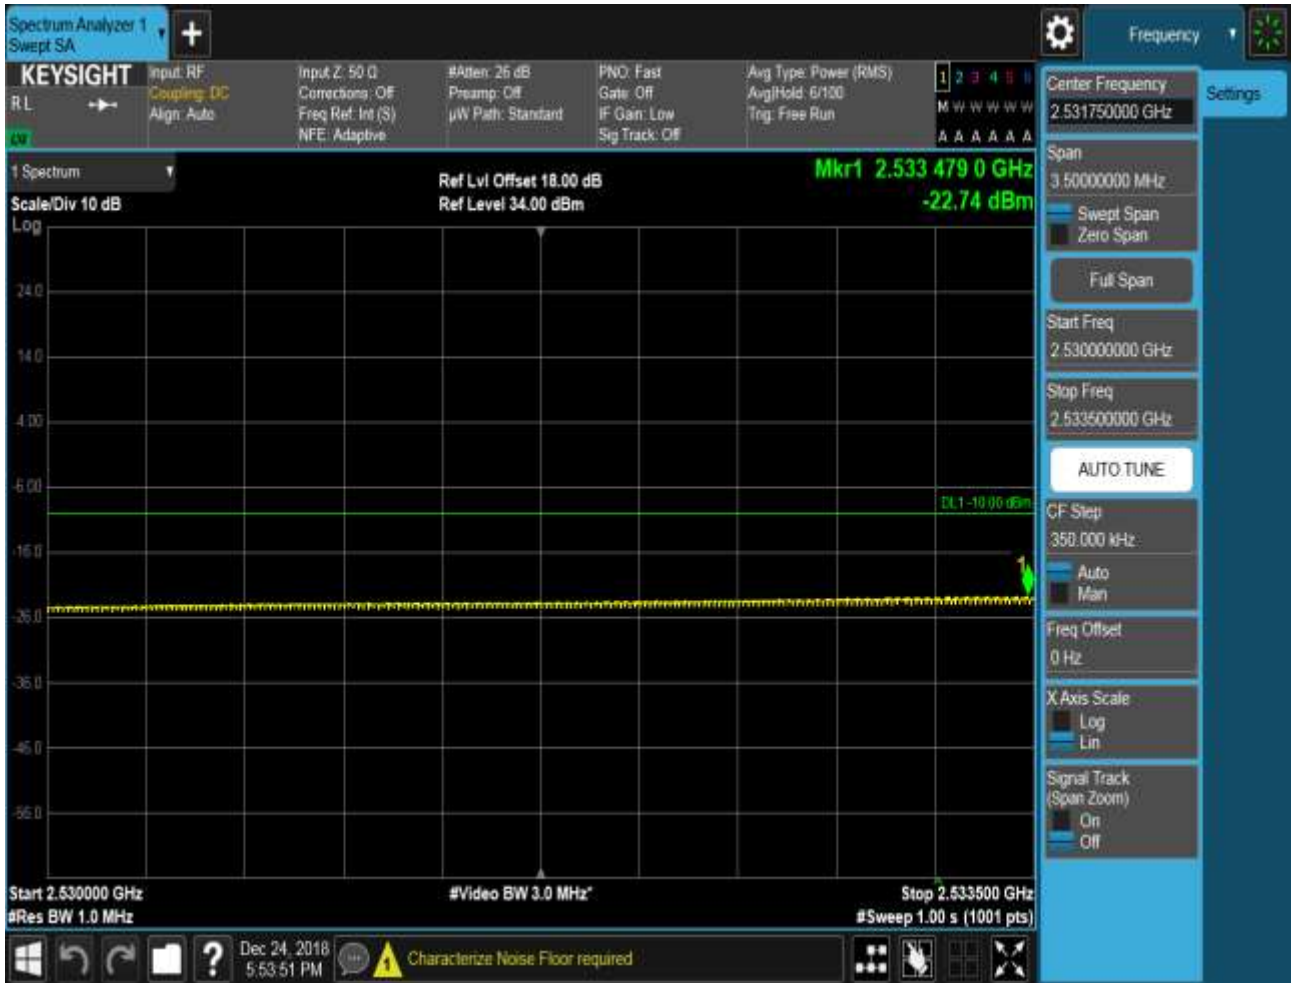 Spectrum Analyzer 1
Swept SA
+
Frequency
KEYSIGHT
RL
Input: RF
Coupling: DC
Align: Auto
Input Z: 50 Ω
Corrections: Off
Freq Ref: Int (S)
NFE: Adaptive
#Atten: 26 dB
Preamp: Off
µW Path: Standard
PNO: Fast
Gate: Off
IF Gain: Low
Sig Track: Off
Avg Type: Power (RMS)
Avg|Hold: 6/100
Trig: Free Run
1 2 3 4 5 6
M W W W W W
A A A A A A
Center Frequency
2.531750000 GHz
Settings
Span
3.50000000 MHz
Swept Span
Zero Span
Full Span
Start Freq
2.530000000 GHz
Stop Freq
2.533500000 GHz
AUTO TUNE
CF Step
350.000 kHz
Auto
Man
Freq Offset
0 Hz
X Axis Scale
Log
Lin
Signal Track
(Span Zoom)
On
Off
1 Spectrum
Scale/Div 10 dB
Log
Ref Lvl Offset 18.00 dB
Ref Level 34.00 dBm
Mkr1 2.533 479 0 GHz
-22.74 dBm
24.0
14.0
4.00
-6.00
DL1 -10.00 dBm
-16.0
1
-26.0
-36.0
-46.0
-56.0
Start 2.530000 GHz
#Res BW 1.0 MHz
#Video BW 3.0 MHz*
Stop 2.533500 GHz
#Sweep 1.00 s (1001 pts)
?
Dec 24, 2018
5:53:51 PM
1
Characterize Noise Floor required